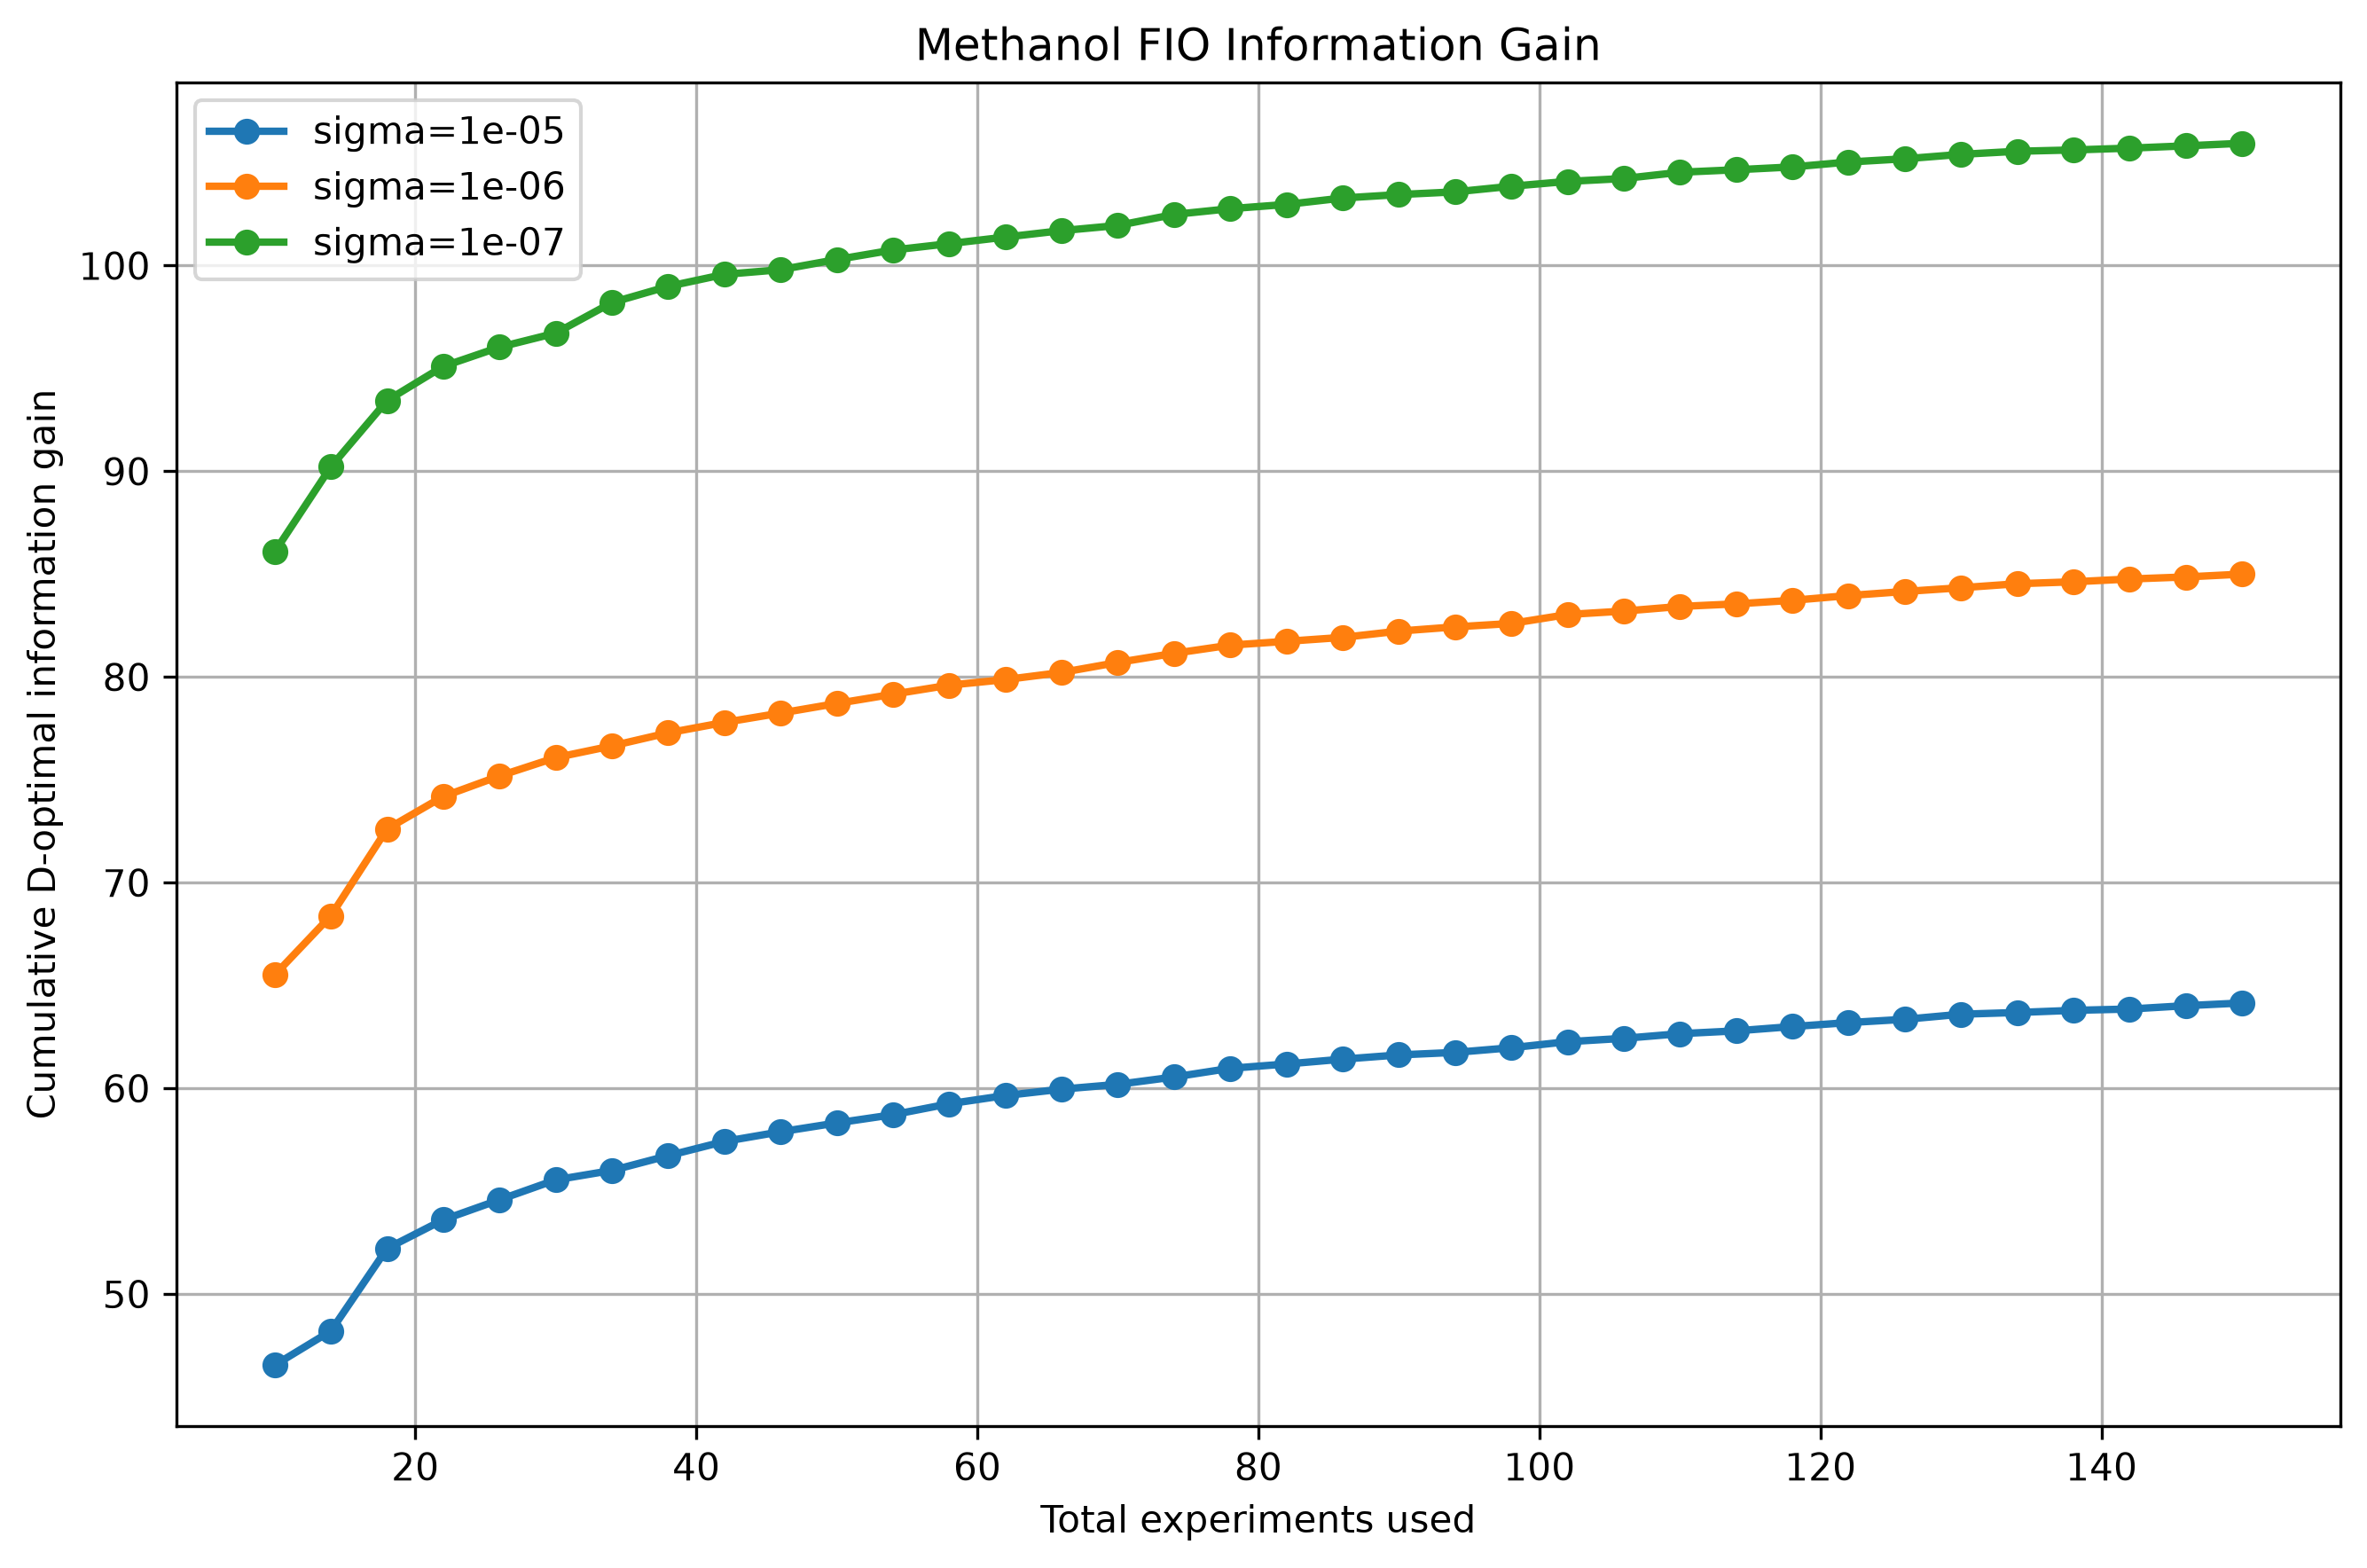 Methanol FIO Information Gain
sigma=1e-05
sigma=1e-06
sigma=1e-07
Cumulative D-optimal information gain
100
90
80
70
60
50
20 40 60 80 100 120 140
Total experiments used